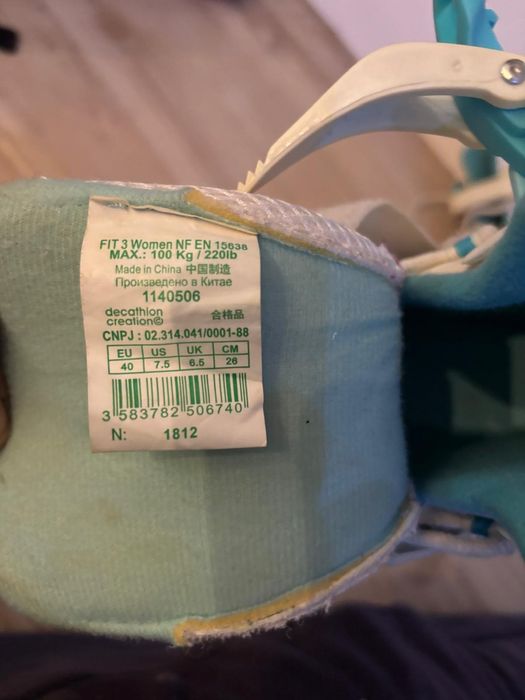 FIT 3 Women NF EN 15638
MAX.: 100 Kg / 220lb
Made in China 中国制造
Произведено в Китае
1140506
decathlon
creation© 合格品
CNPJ : 02.314.041/0001-88
EU US UK CM
40 7.5 6.5 26
3 583782 506740
N: 1812